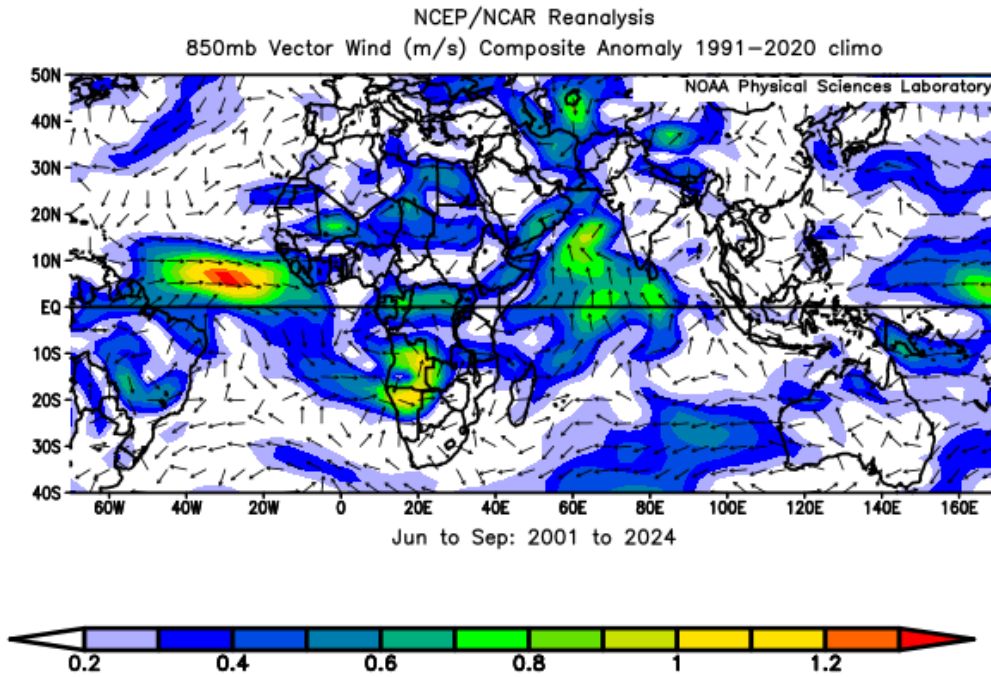 NCEP/NCAR Reanalysis
850mb Vector Wind (m/s) Composite Anomaly 1991-2020 climo
NOAA Physical Sciences Laboratory
50N
40N
30N
20N
10N
EQ
10S
20S
30S
40S
60W 40W 20W 0 20E 40E 60E 80E 100E 120E 140E 160E
Jun to Sep: 2001 to 2024
0.2 0.4 0.6 0.8 1 1.2